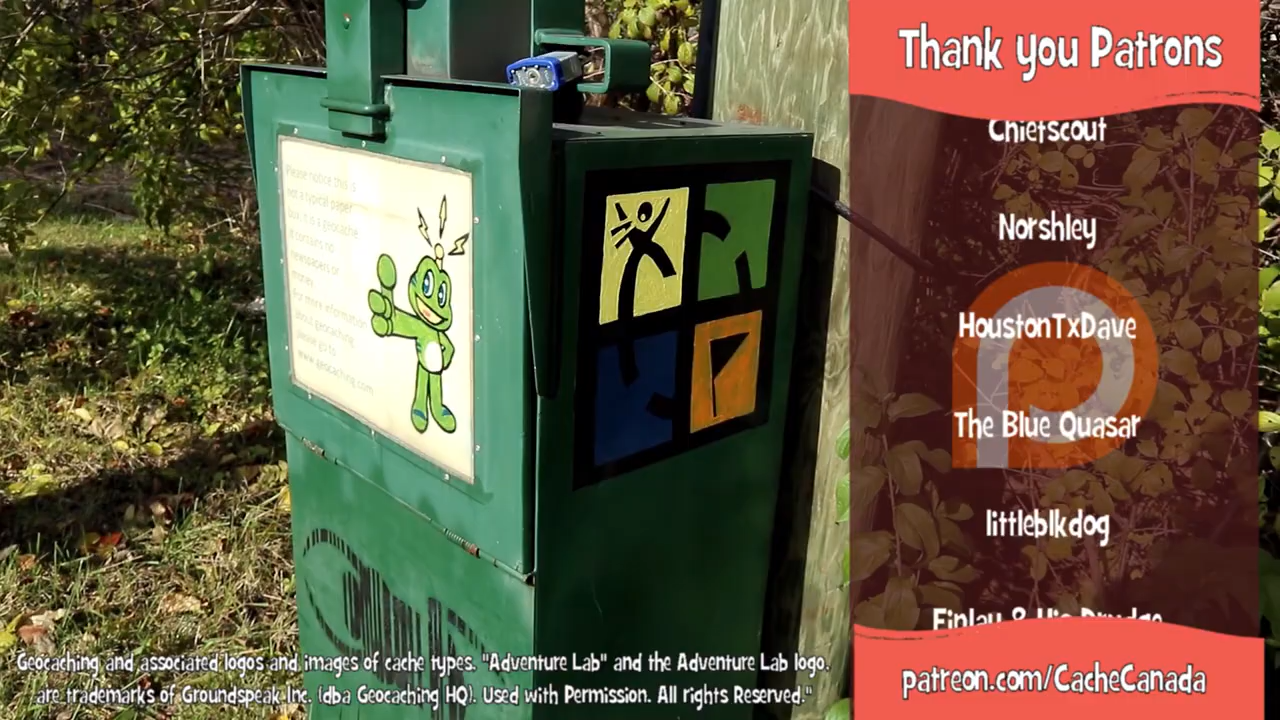 Please notice this is
not a typical paper
box, it is a geocache.
It contains no
newspapers or
money.
For more information
about geocaching
please go to
www.geocaching.com
Geocaching and associated logos and images of cache types. "Adventure Lab" and the Adventure Lab logo.
are trademarks of Groundspeak Inc. (dba Geocaching HQ). Used with Permission. All rights Reserved."
Thank you Patrons
Chiefscout
Norshley
HoustonTxDave
The Blue Quasar
littleblkdog
Finlay & His Drudge
patreon.com/CacheCanada